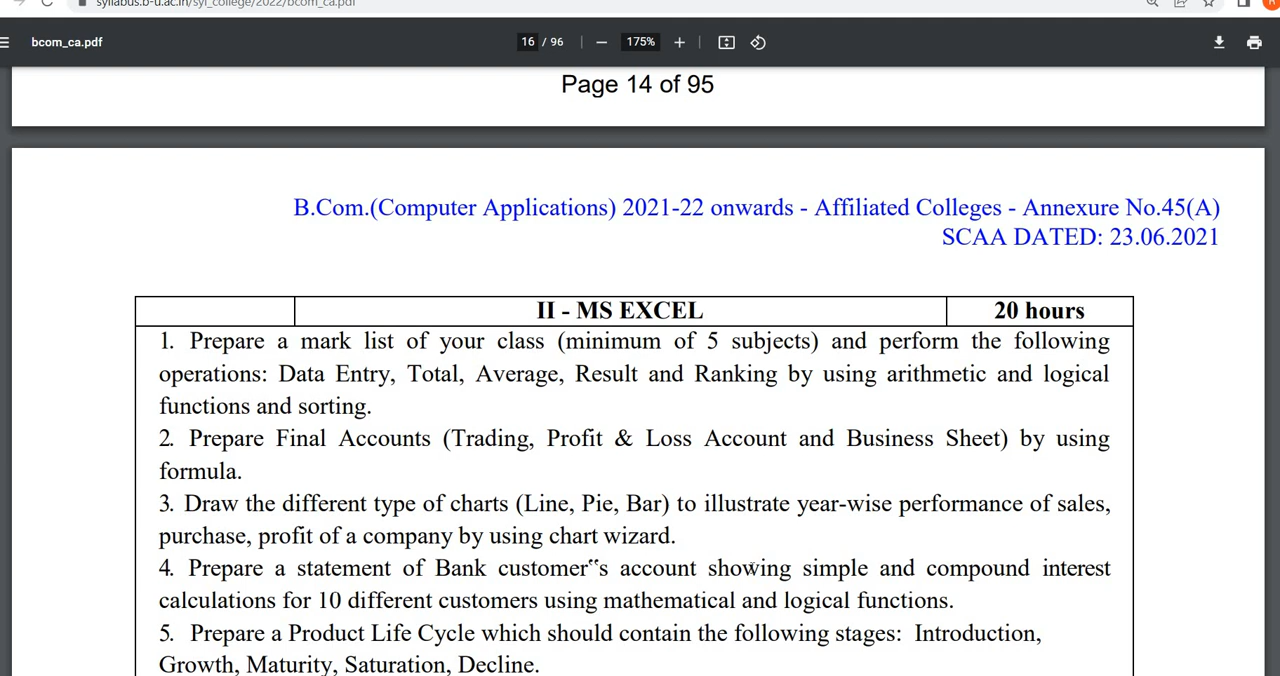 syllabus.b-u.ac.in/syl_college/2022/bcom_ca.pdf
bcom_ca.pdf
16 / 96
175%
Page 14 of 95
B.Com.(Computer Applications) 2021-22 onwards - Affiliated Colleges - Annexure No.45(A)
SCAA DATED: 23.06.2021
II - MS EXCEL 20 hours
1. Prepare a mark list of your class (minimum of 5 subjects) and perform the following
operations: Data Entry, Total, Average, Result and Ranking by using arithmetic and logical
functions and sorting.
2. Prepare Final Accounts (Trading, Profit & Loss Account and Business Sheet) by using
formula.
3. Draw the different type of charts (Line, Pie, Bar) to illustrate year-wise performance of sales,
purchase, profit of a company by using chart wizard.
4. Prepare a statement of Bank customer‟s account showing simple and compound interest
calculations for 10 different customers using mathematical and logical functions.
5. Prepare a Product Life Cycle which should contain the following stages: Introduction,
Growth, Maturity, Saturation, Decline.